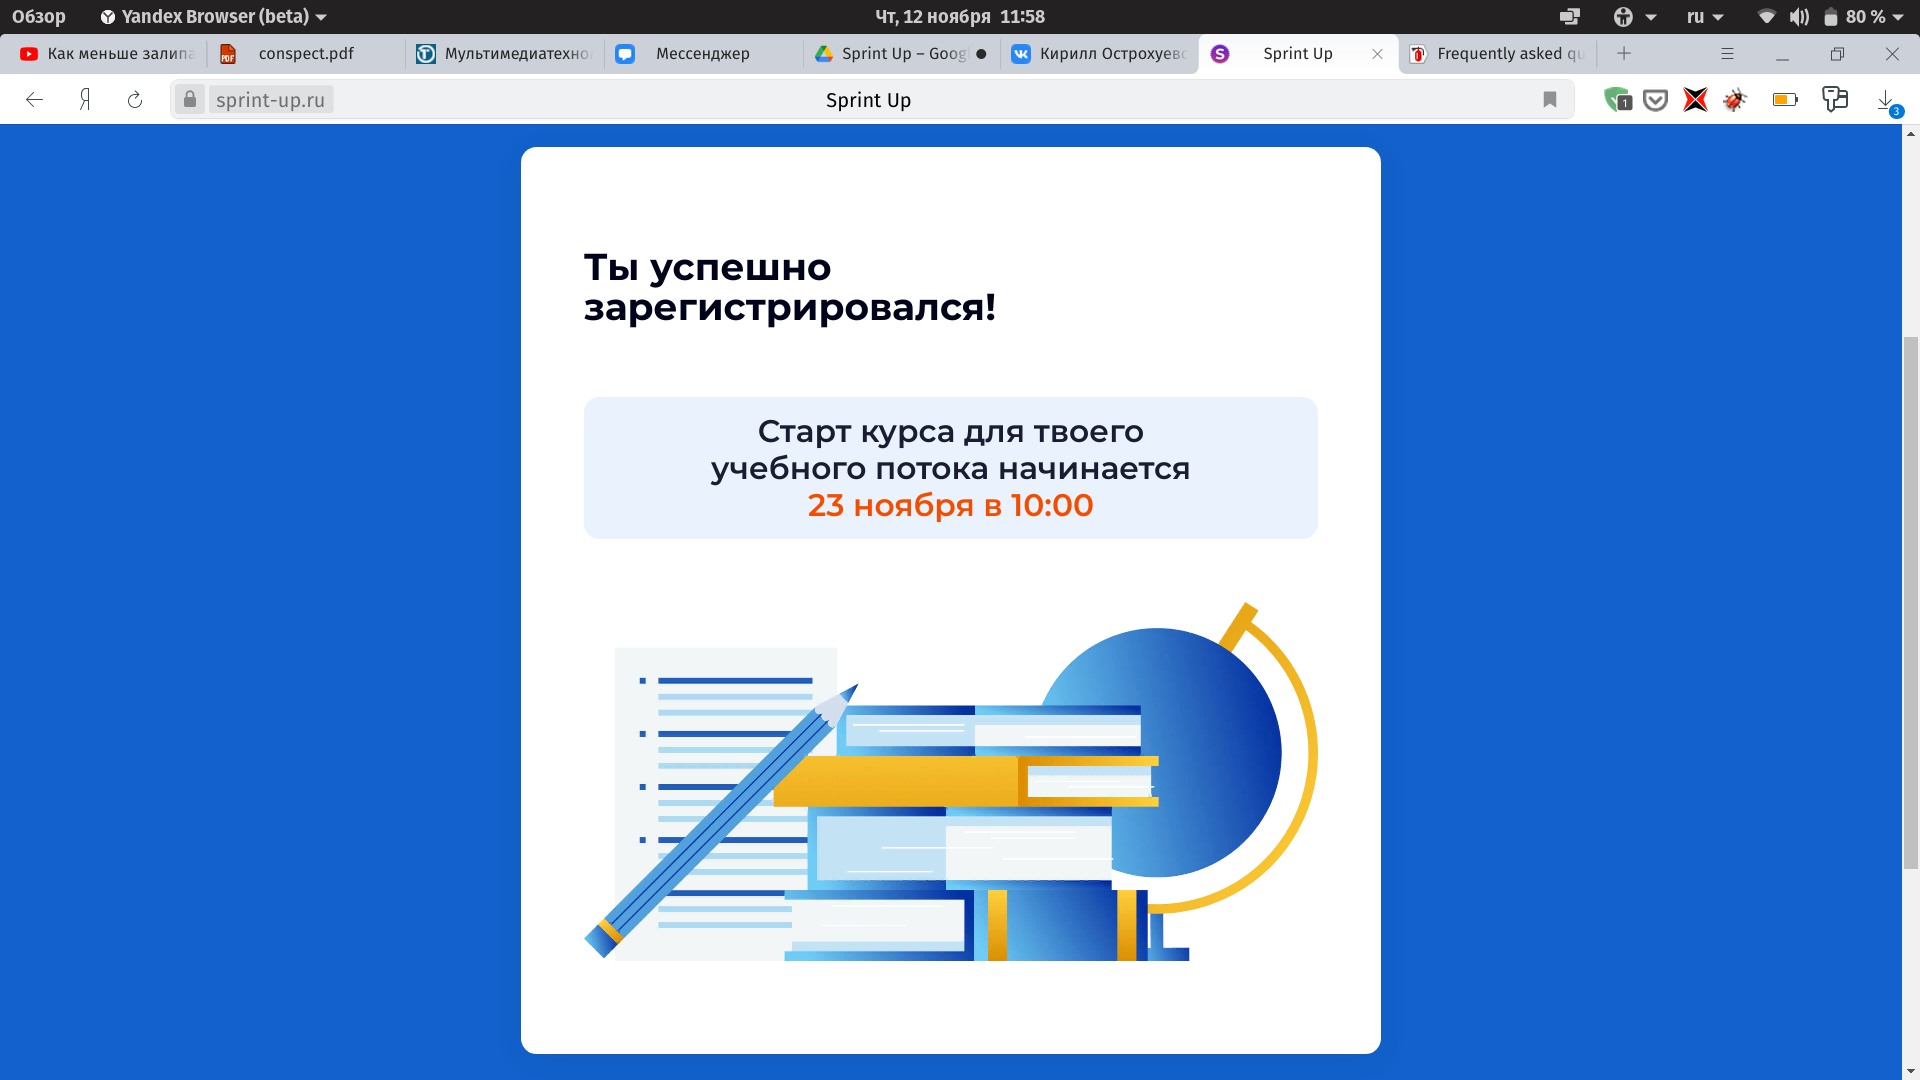 Обзор Yandex Browser (beta) Чт, 12 ноября 11:58 ru 80 %
Как меньше залипа conspect.pdf Мультимедиатехно Мессенджер Sprint Up – Goog Кирилл Острохуев Sprint Up Frequently asked qu
sprint-up.ru Sprint Up 1 3
Ты успешно
зарегистрировался!
Старт курса для твоего
учебного потока начинается
23 ноября в 10:00